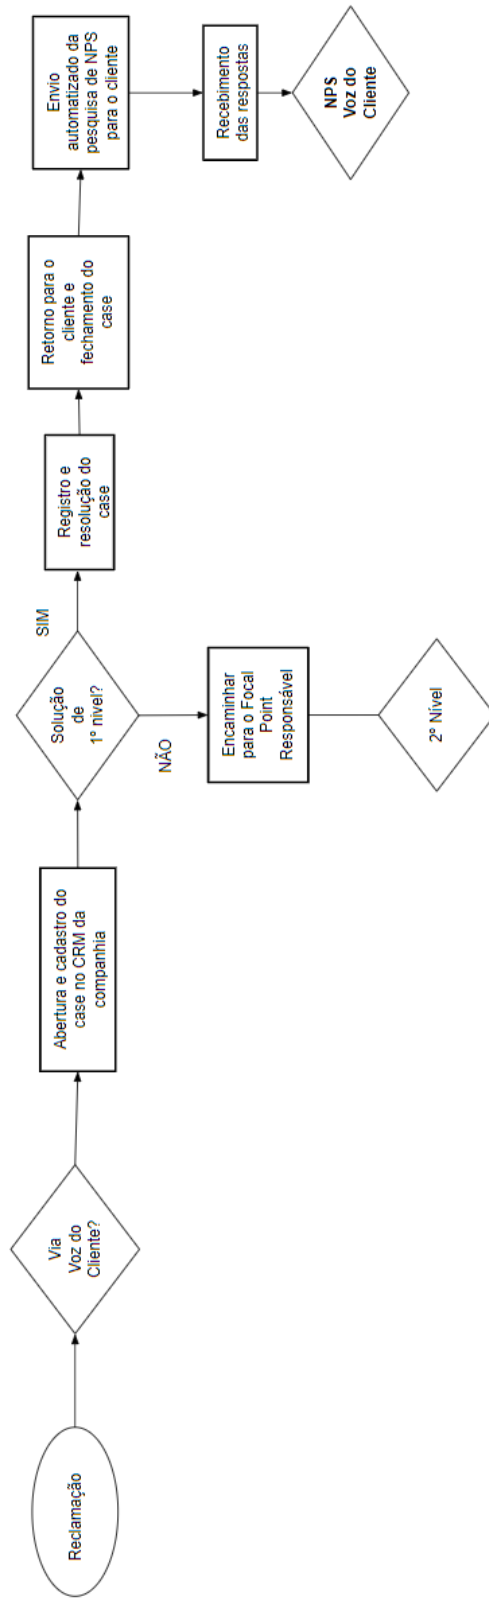 Reclamação
Via
Voz do
Cliente?
Abertura e cadastro do
case no CRM da
companhia
Solução
de
1º nivel?
SIM
NÃO
Registro e
resolução do
case
Retorno para o
cliente e
fechamento do
case
Envio
automatizado da
pesquisa de NPS
para o cliente
Recebimento
das respostas
NPS
Voz do
Cliente
Encaminhar
para o Focal
Point
Responsável
2º Nível